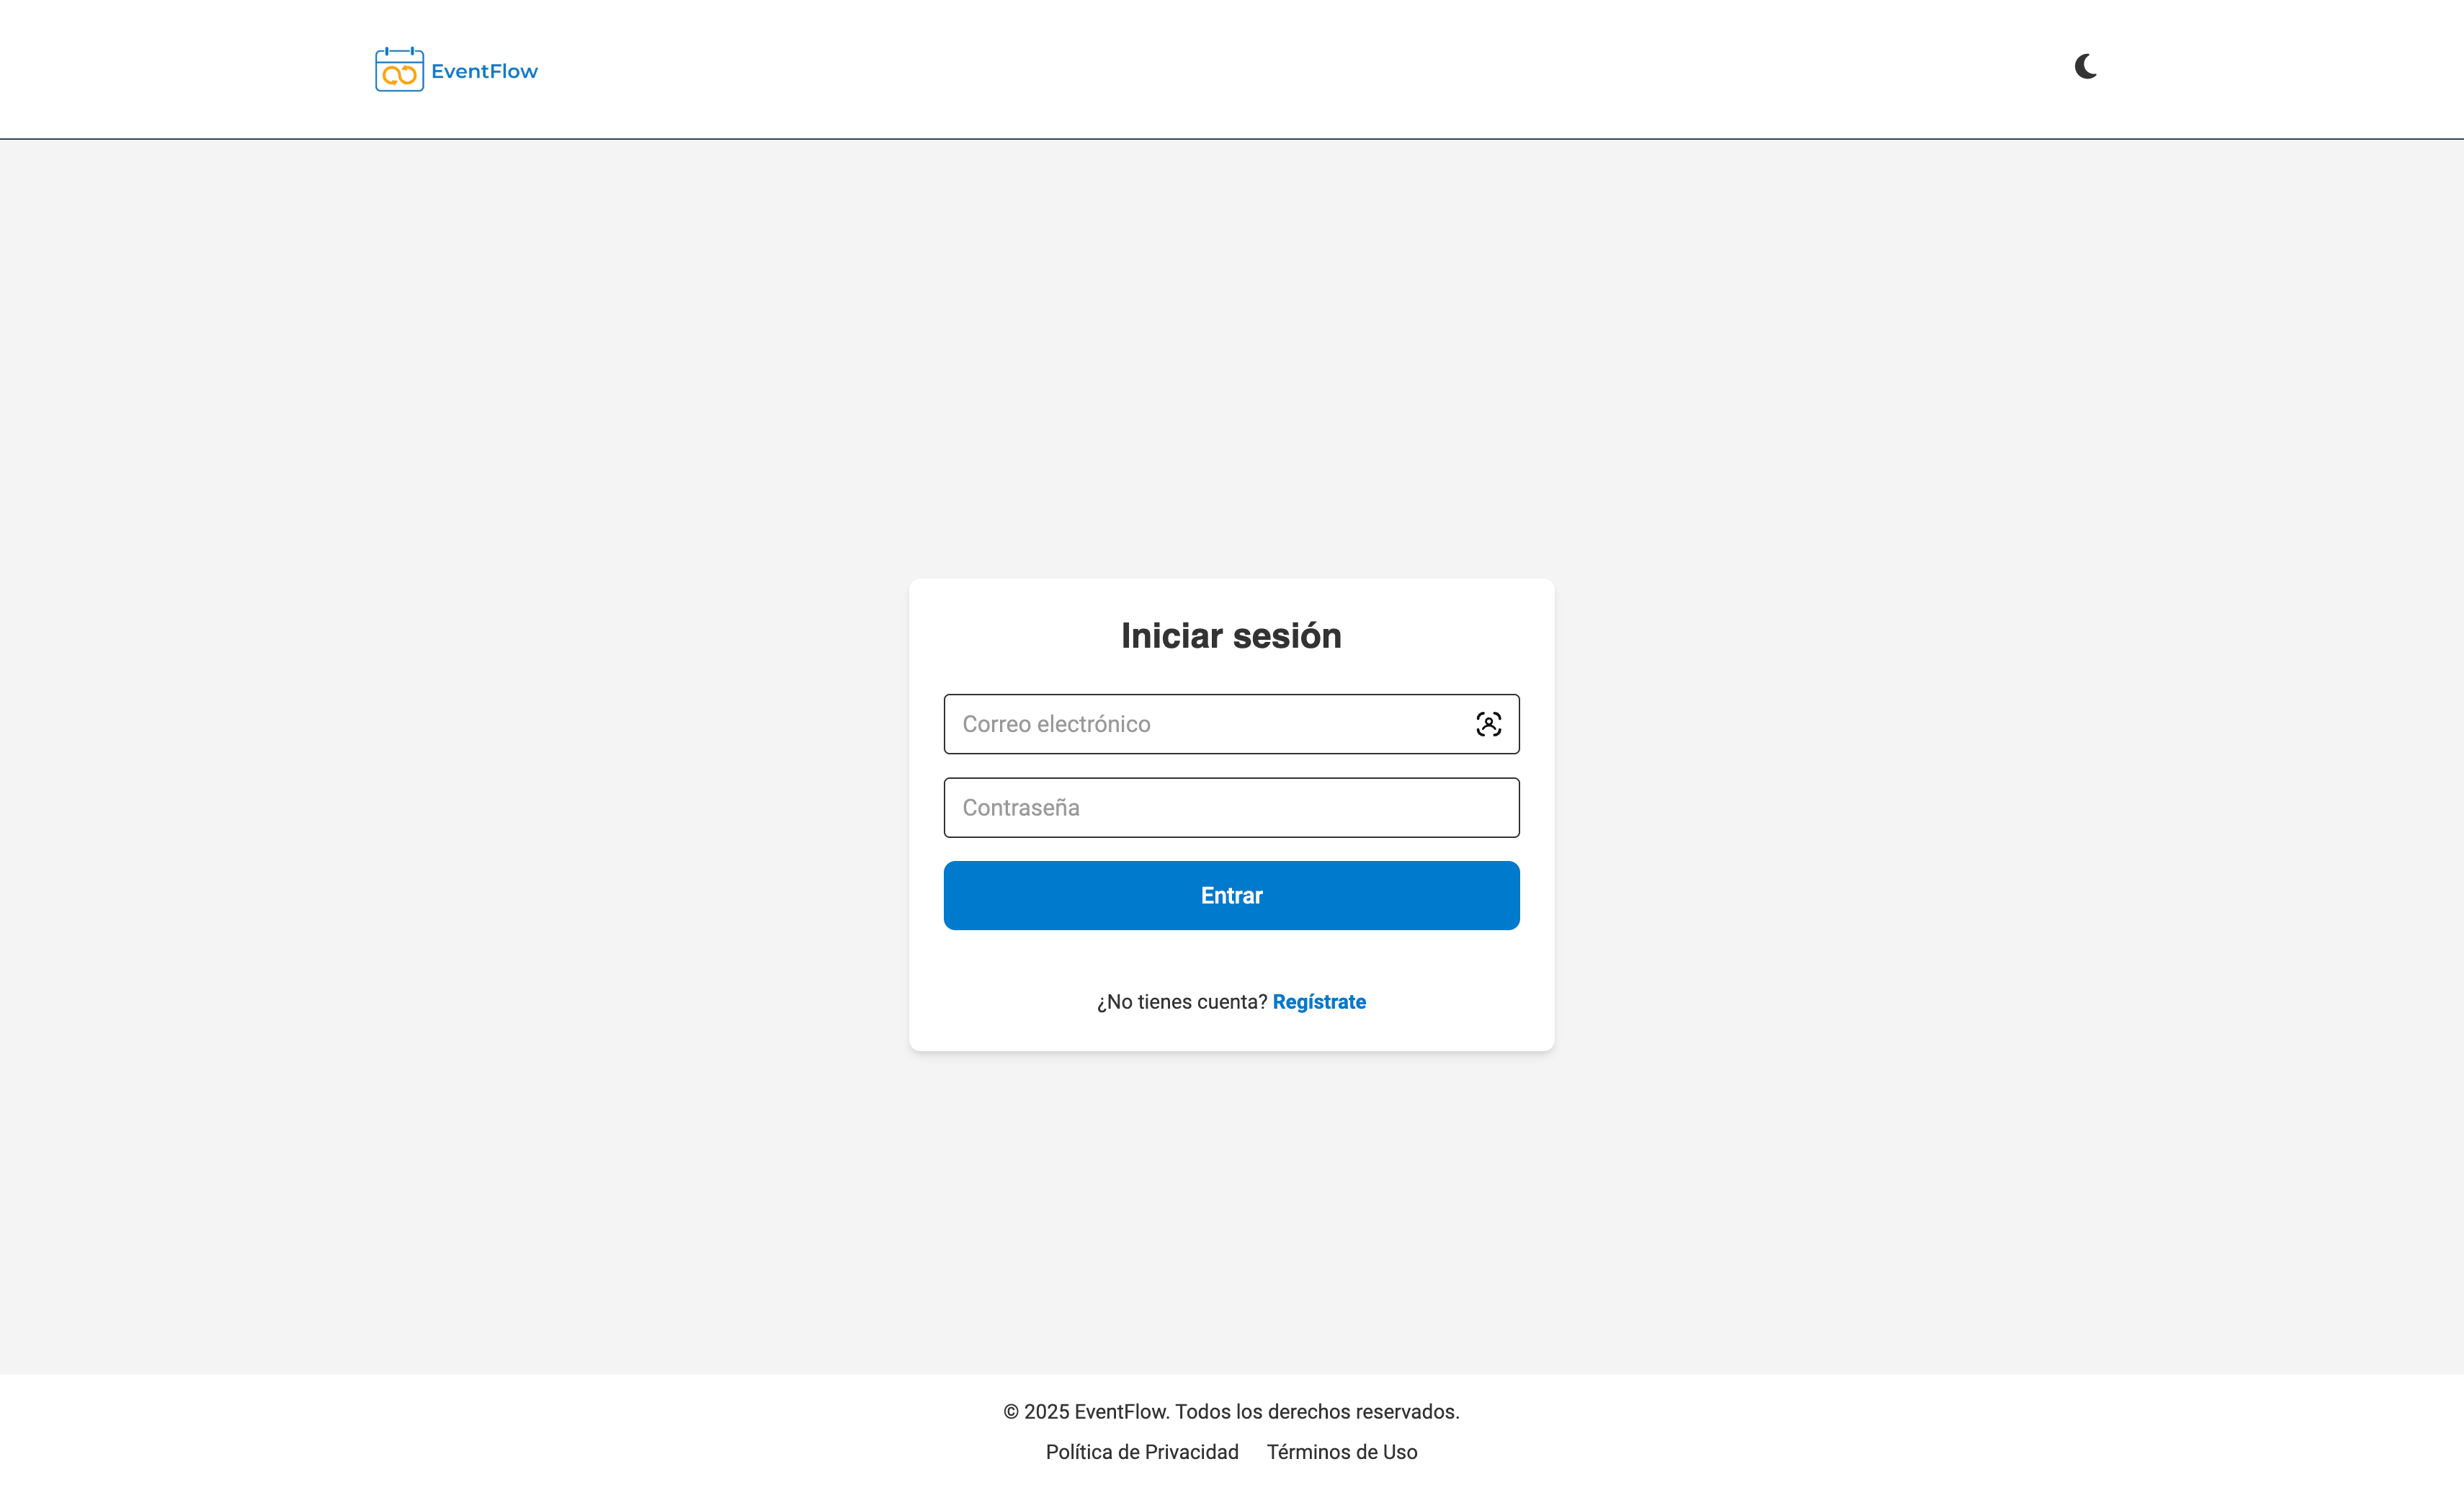 EventFlow
Iniciar sesión
Correo electrónico
Contraseña
Entrar
¿No tienes cuenta? Regístrate
© 2025 EventFlow. Todos los derechos reservados.
Política de Privacidad Términos de Uso